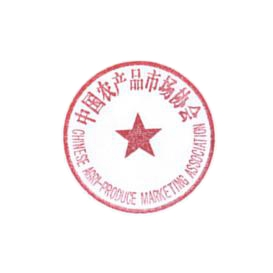 中国农产品市场协会
CHINESE AGRI-PRODUCE MARKETING ASSOCIATION